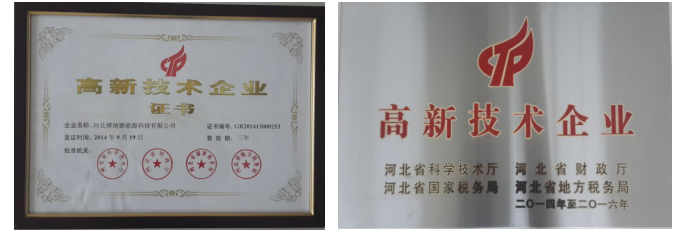 高新技术企业
证书
企业名称:河北博纳德能源科技有限公司
证书编号:GR201413000253
发证时间:2014年9月19日
有效期:三年
批准机关:
高新技术企业
河北省科学技术厅 河北省财政厅
河北省国家税务局 河北省地方税务局
二〇一四年至二〇一六年